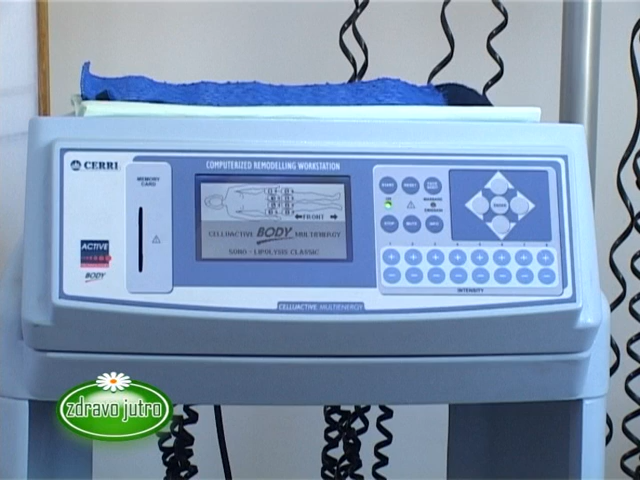 CERRI
COMPUTERIZED REMODELLING WORKSTATION
MEMORY
CARD
FRONT
CELLUACTIVE BODY MULTIENERGY
SONO - LIPOLYSIS CLASSIC
ACTIVE
BODY
START
RESET
STOP
INTENSITY
CELLUACTIVE MULTIENERGY
zdravo jutro